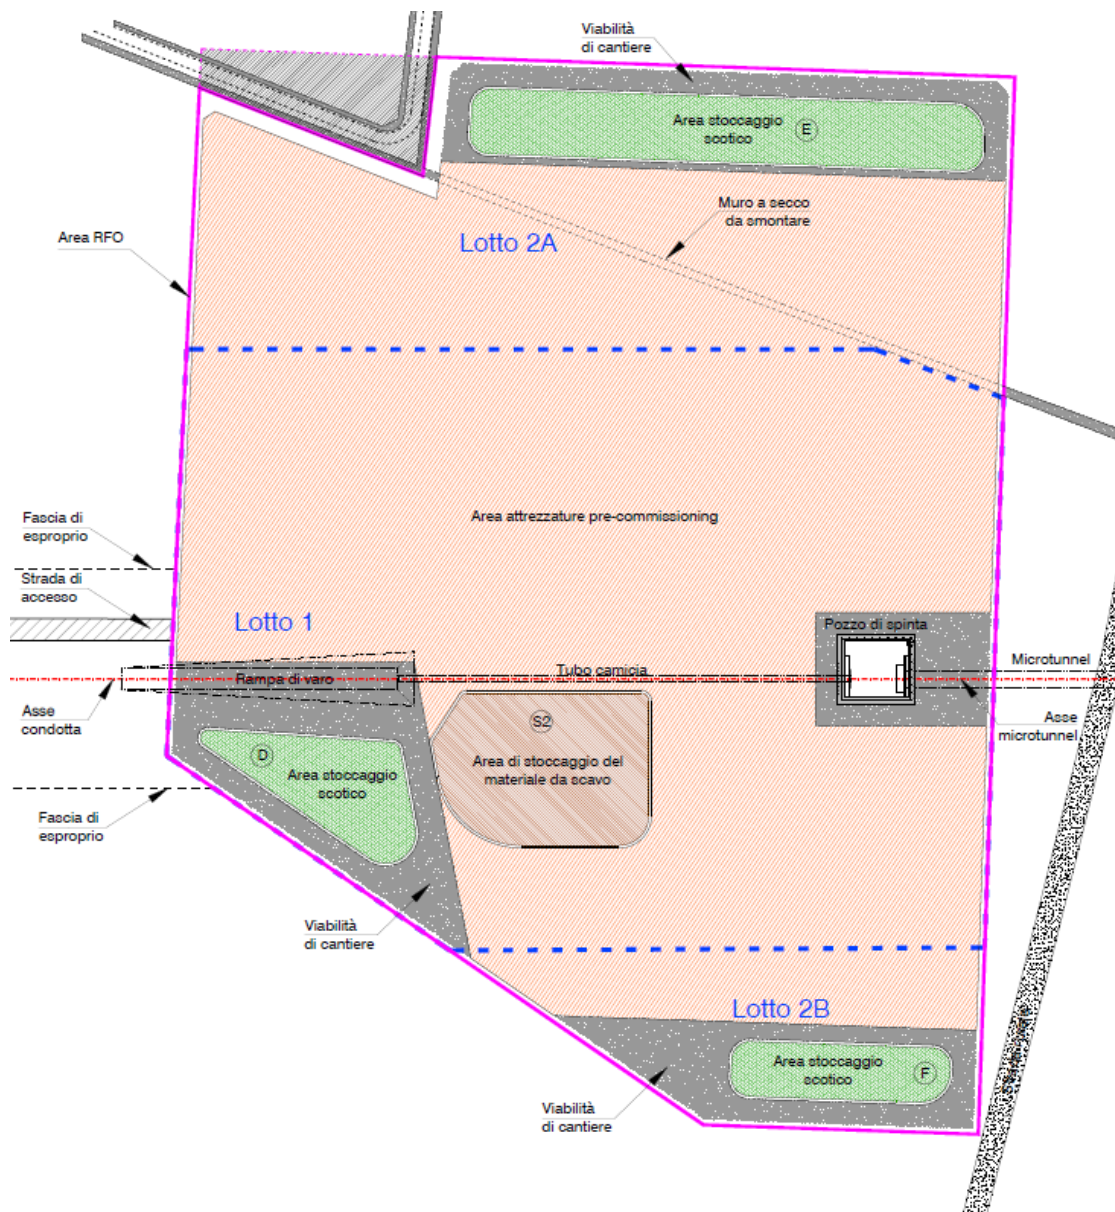 Viabilità
di cantiere
Area stoccaggio
scotico
E
Muro a secco
da smontare
Lotto 2A
Area RFO
Area attrezzature pre-commissioning
Fascia di
esproprio
Strada di
accesso
Lotto 1
Pozzo di spinta
Rampa di varo
Tubo camicia
Microtunnel
Asse
condotta
S2
Asse
microtunnel
D
Area stoccaggio
scotico
Area di stoccaggio del
materiale da scavo
Fascia di
esproprio
Viabilità
di cantiere
Lotto 2B
Area stoccaggio
scotico
F
Viabilità
di cantiere